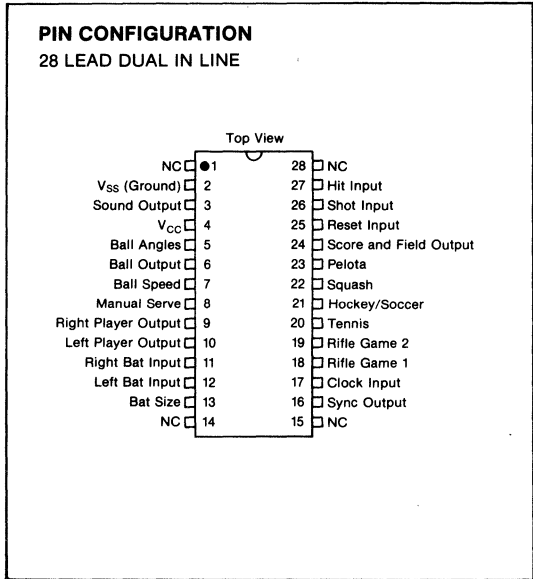 PIN CONFIGURATION
28 LEAD DUAL IN LINE
Top View
NC 1 28 NC
VSS (Ground) 2 27 Hit Input
Sound Output 3 26 Shot Input
VCC 4 25 Reset Input
Ball Angles 5 24 Score and Field Output
Ball Output 6 23 Pelota
Ball Speed 7 22 Squash
Manual Serve 8 21 Hockey/Soccer
Right Player Output 9 20 Tennis
Left Player Output 10 19 Rifle Game 2
Right Bat Input 11 18 Rifle Game 1
Left Bat Input 12 17 Clock Input
Bat Size 13 16 Sync Output
NC 14 15 NC